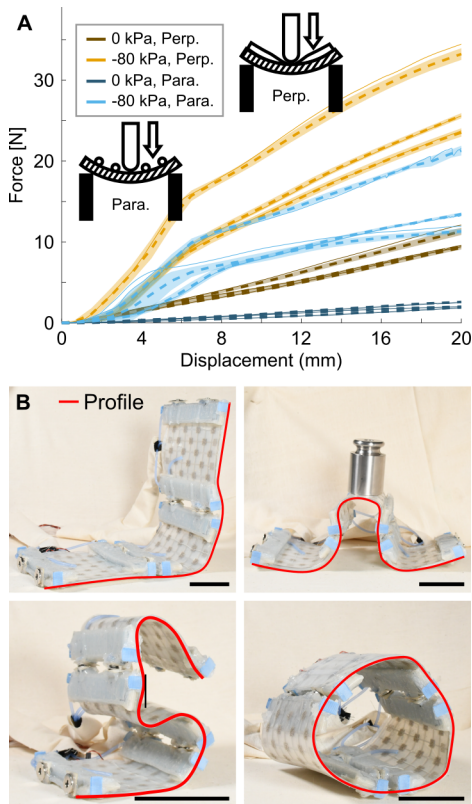 A
0 kPa, Perp.
-80 kPa, Perp.
0 kPa, Para.
-80 kPa, Para.
Perp.
Para.
Force [N]
30
20
10
0
0 4 8 12 16 20
Displacement (mm)
B
Profile